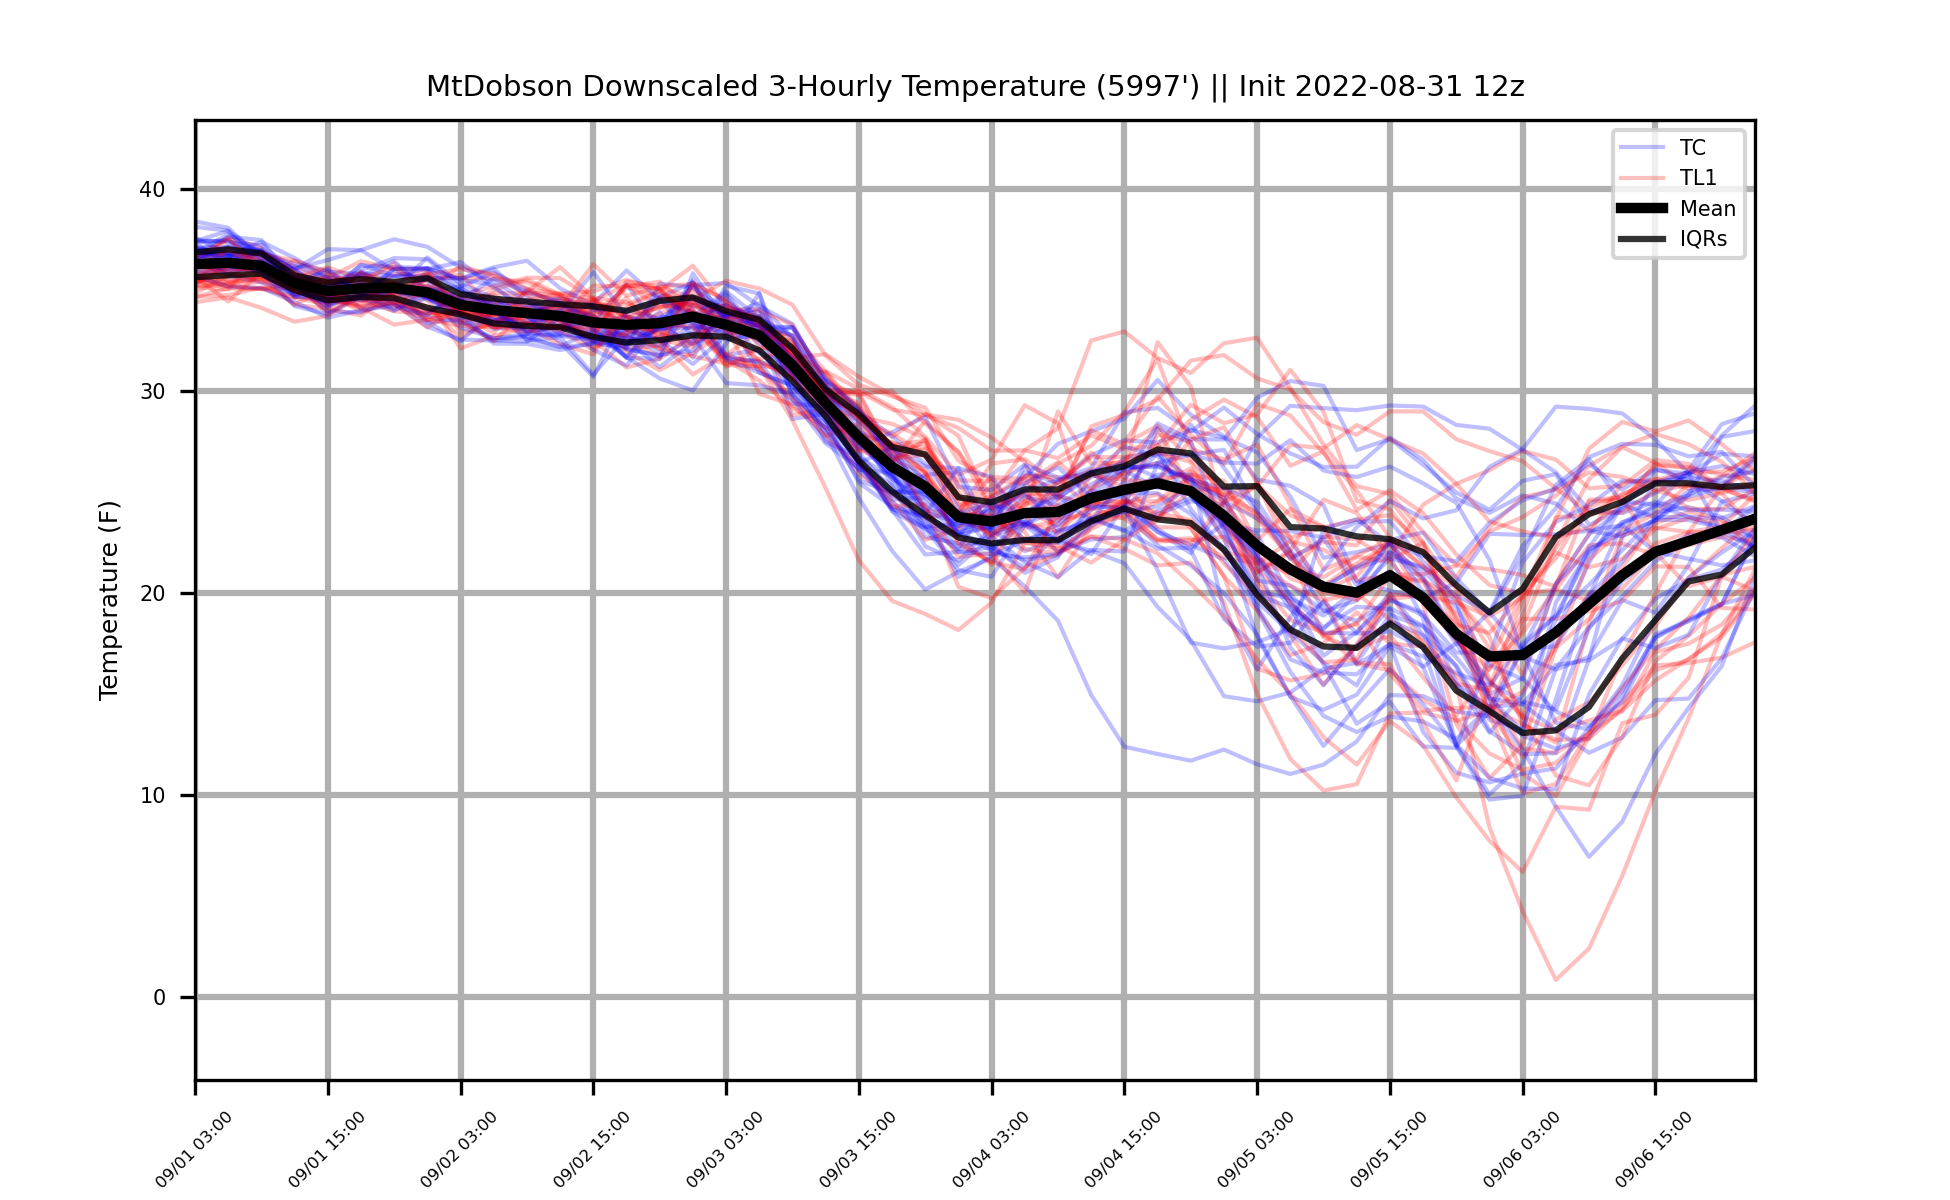 MtDobson Downscaled 3-Hourly Temperature (5997') || Init 2022-08-31 12z
TC
TL1
Mean
IQRs
Temperature (F)
40
30
20
10
0
09/01 03:00
09/01 15:00
09/02 03:00
09/02 15:00
09/03 03:00
09/03 15:00
09/04 03:00
09/04 15:00
09/05 03:00
09/05 15:00
09/06 03:00
09/06 15:00